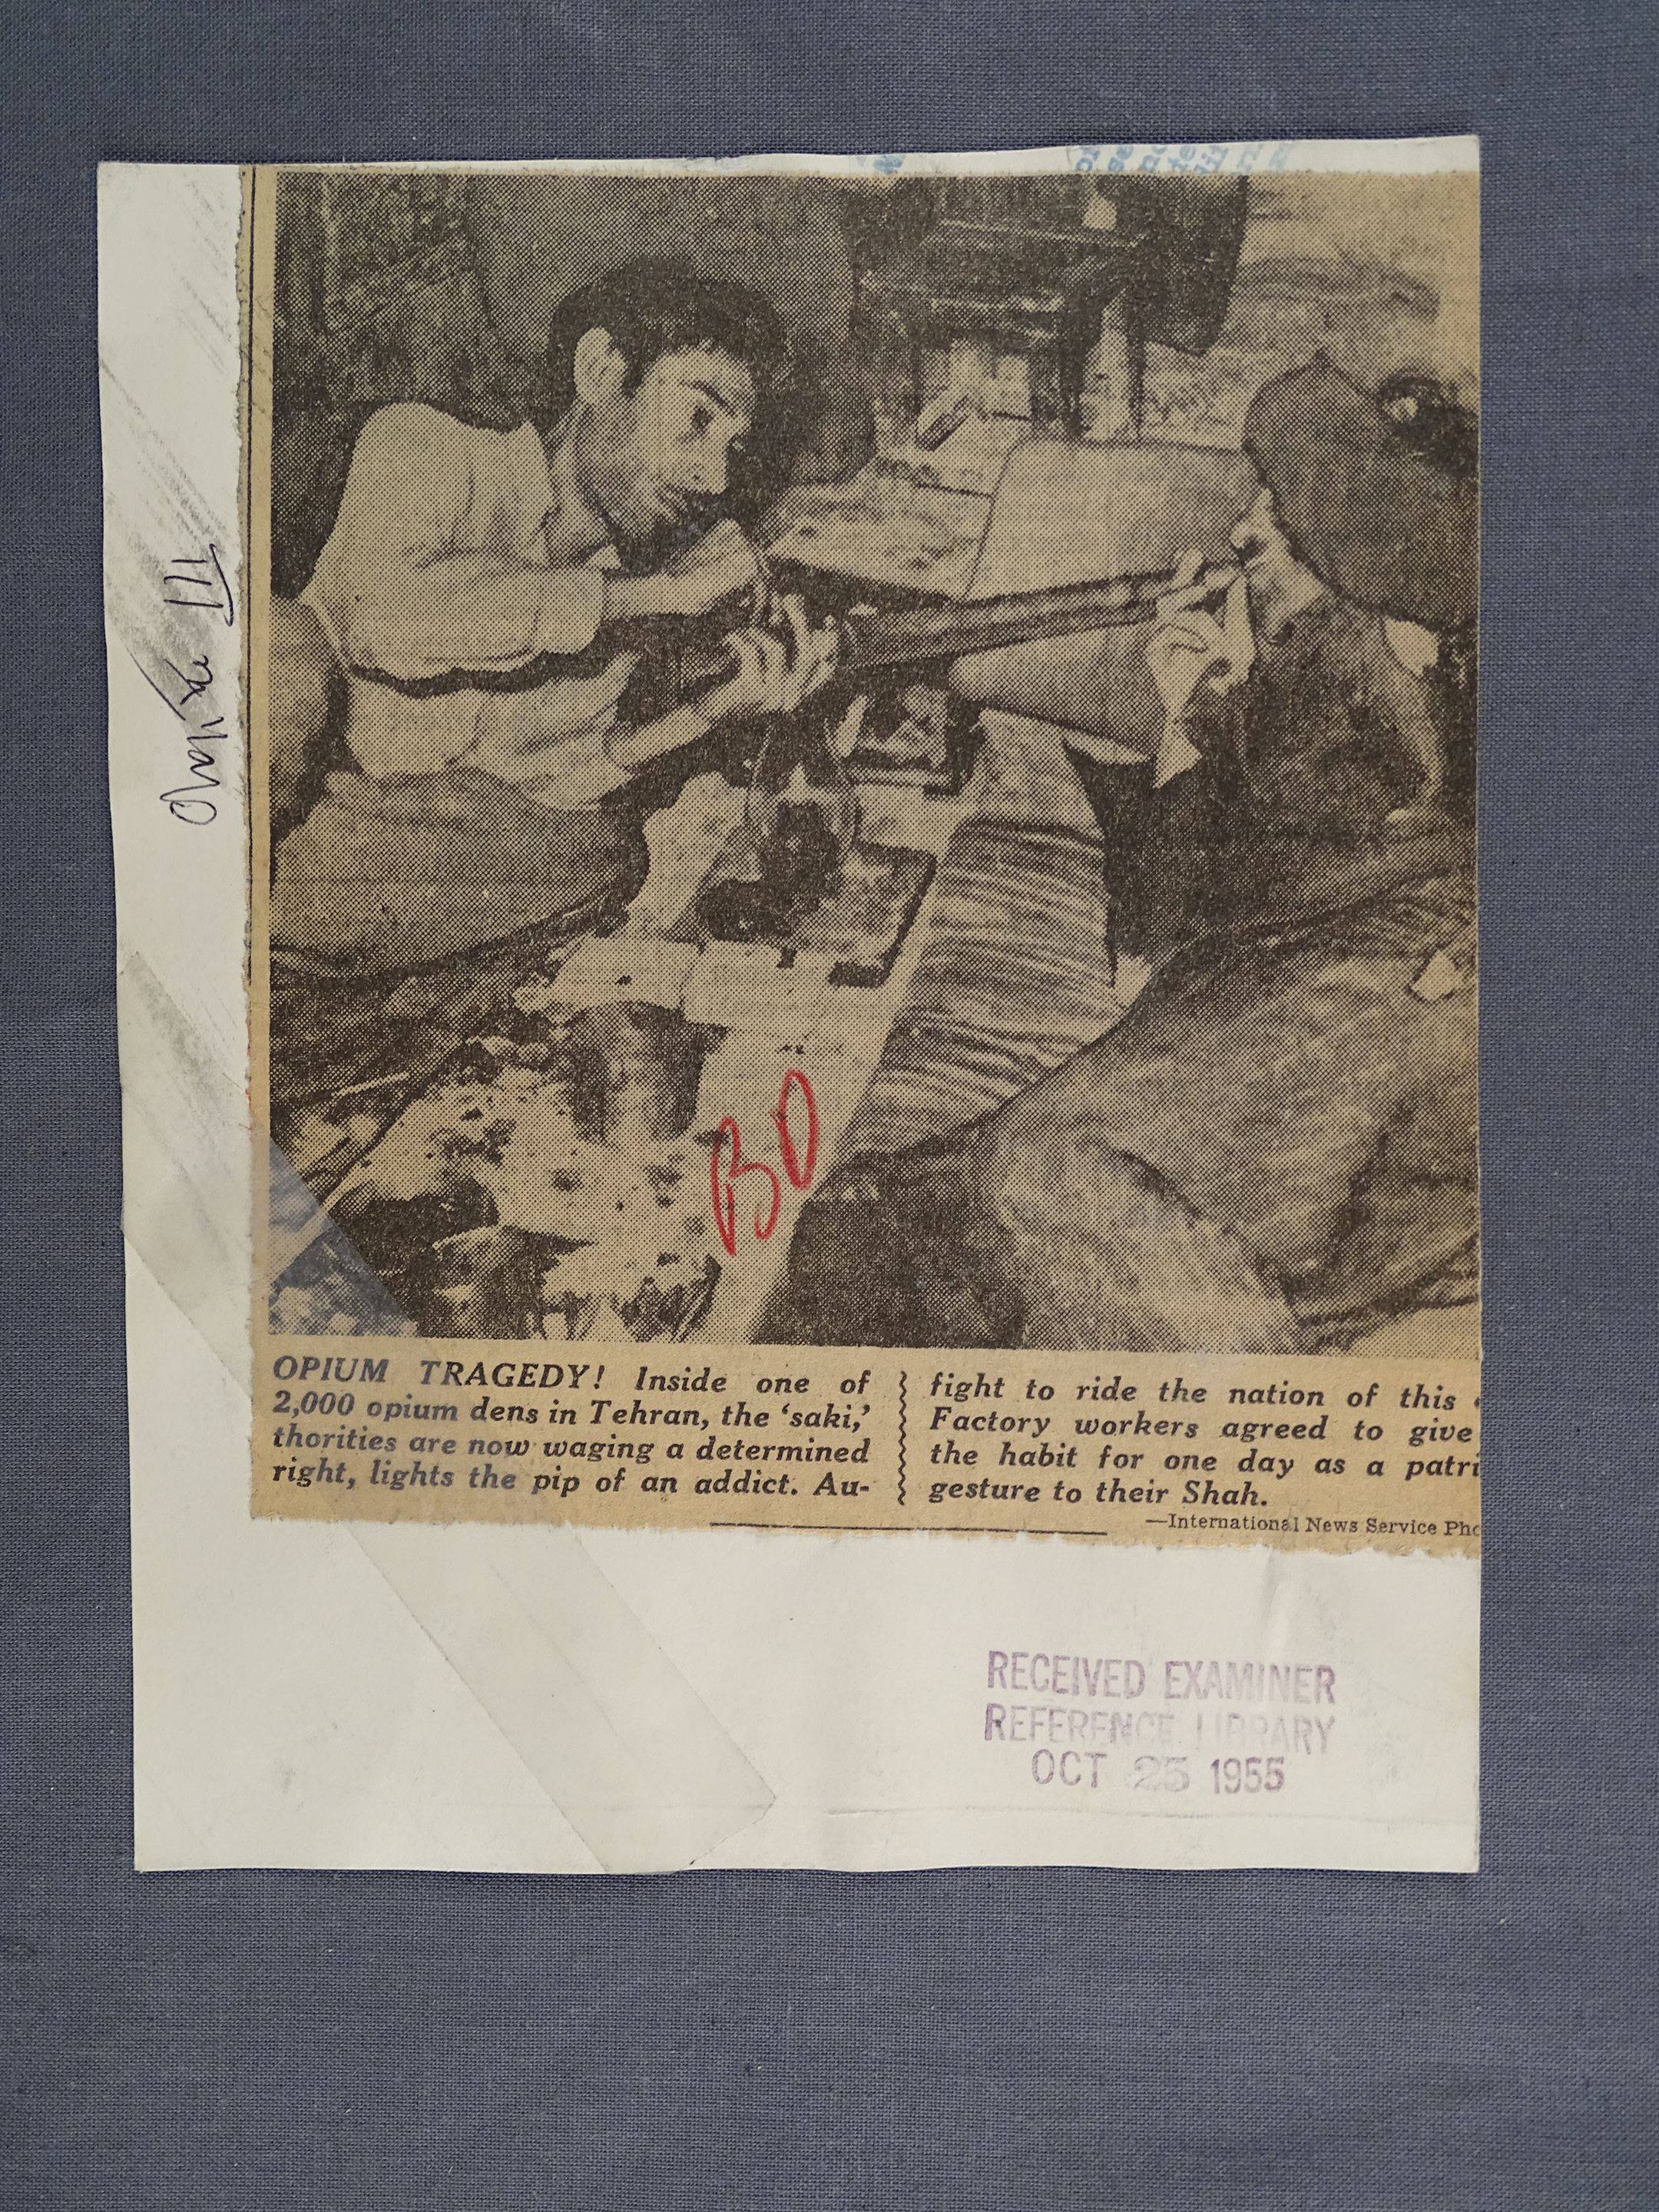 BD
OPIUM TRAGEDY! Inside one of
2,000 opium dens in Tehran, the 'saki,'
thorities are now waging a determined
right, lights the pip of an addict. Au-
fight to ride the nation of this
Factory workers agreed to give
the habit for one day as a patri
gesture to their Shah.
—International News Service Pho
RECEIVED EXAMINER
REFERENCE LIBRARY
OCT 25 1955